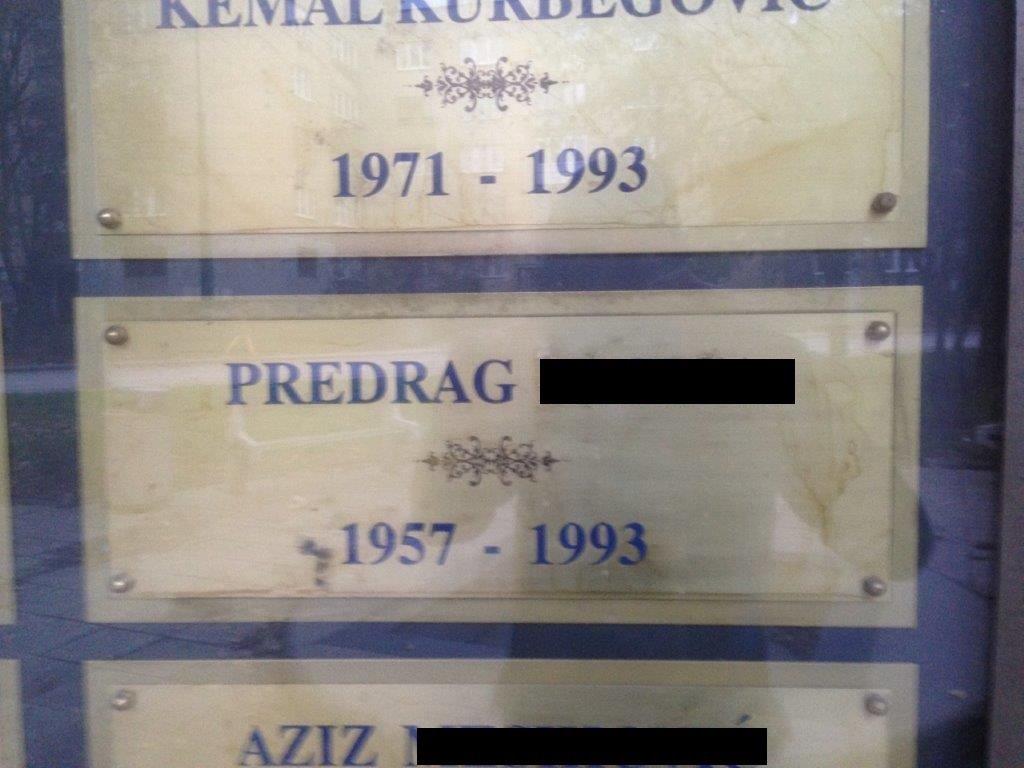 KEMAL KURBEGOVIĆ
1971 - 1993
PREDRAG
1957 - 1993
AZIZ